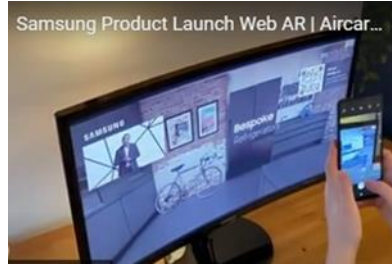 Samsung Product Launch Web AR | Aircar...
SAMSUNG
Bespoke
Refrigerator